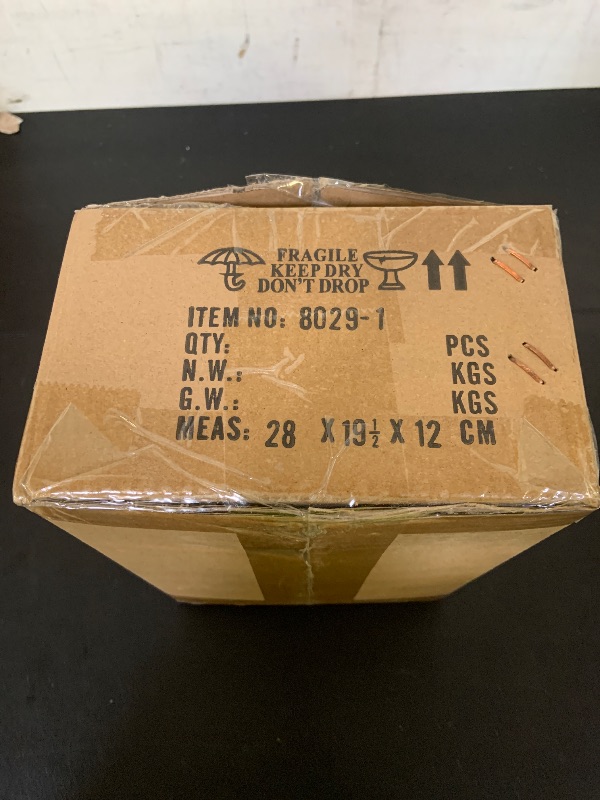 FRAGILE
KEEP DRY
DON'T DROP
ITEM NO: 8029-1
QTY: PCS
N.W.: KGS
G.W.: KGS
MEAS: 28 X 19½ X 12 CM